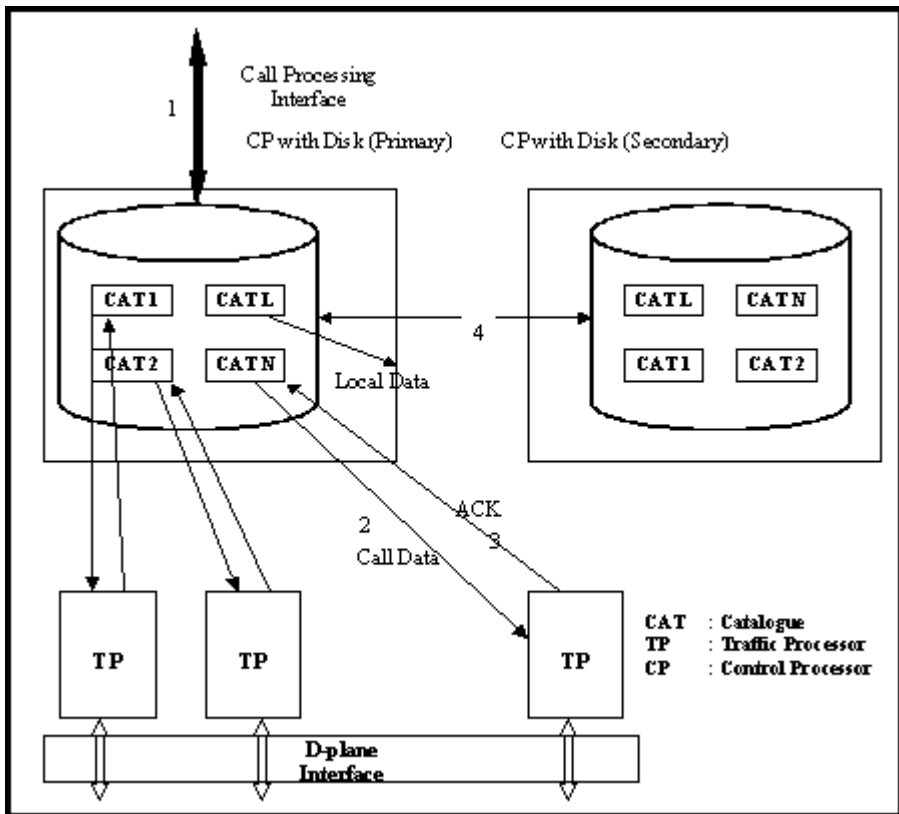 Call Processing
Interface
1
CP with Disk (Primary)
CP with Disk (Secondary)
CAT1
CATL
CATL
CATN
4
CAT2
CATN
CAT1
CAT2
Local Data
ACK
2
3
Call Data
TP
TP
TP
CAT : Catalogue
TP : Traffic Processor
CP : Control Processor
D-plane
Interface